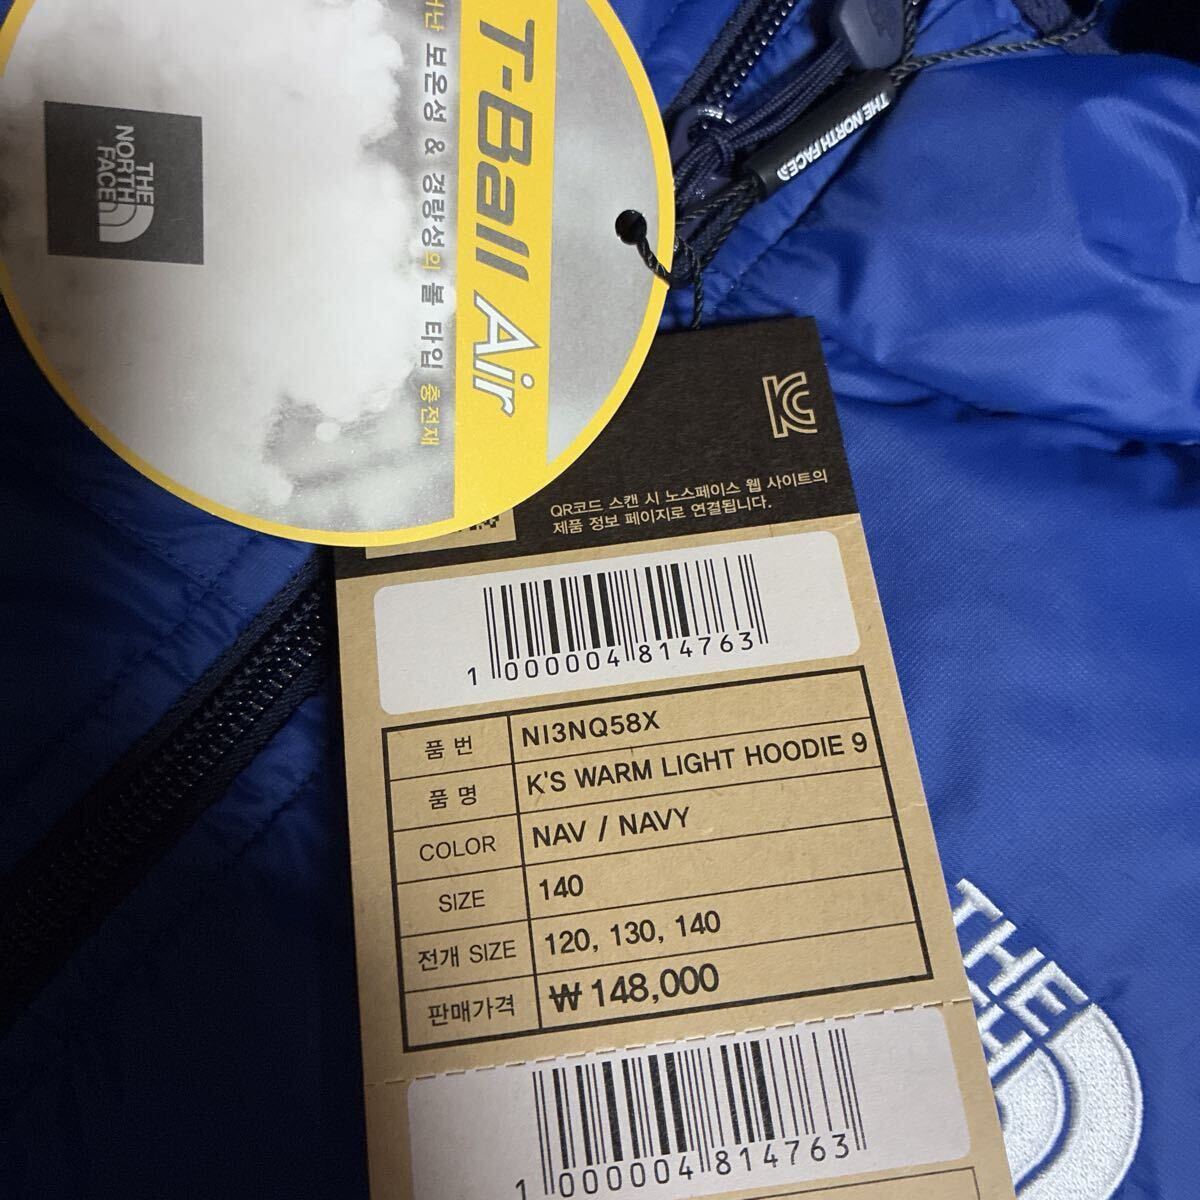 T-Ball Air
보온성 & 경량성의 볼 타입 충전재
THE
NORTH
FACE
THE NORTH FACE
QR코드 스캔 시 노스페이스 웹 사이트의
제품 정보 페이지로 연결됩니다.
1 000004 814763
품 번 NI3NQ58X
품 명 K'S WARM LIGHT HOODIE 9
COLOR NAV / NAVY
SIZE 140
전개 SIZE 120, 130, 140
판매가격 ₩ 148,000
1 000004 814763
THE